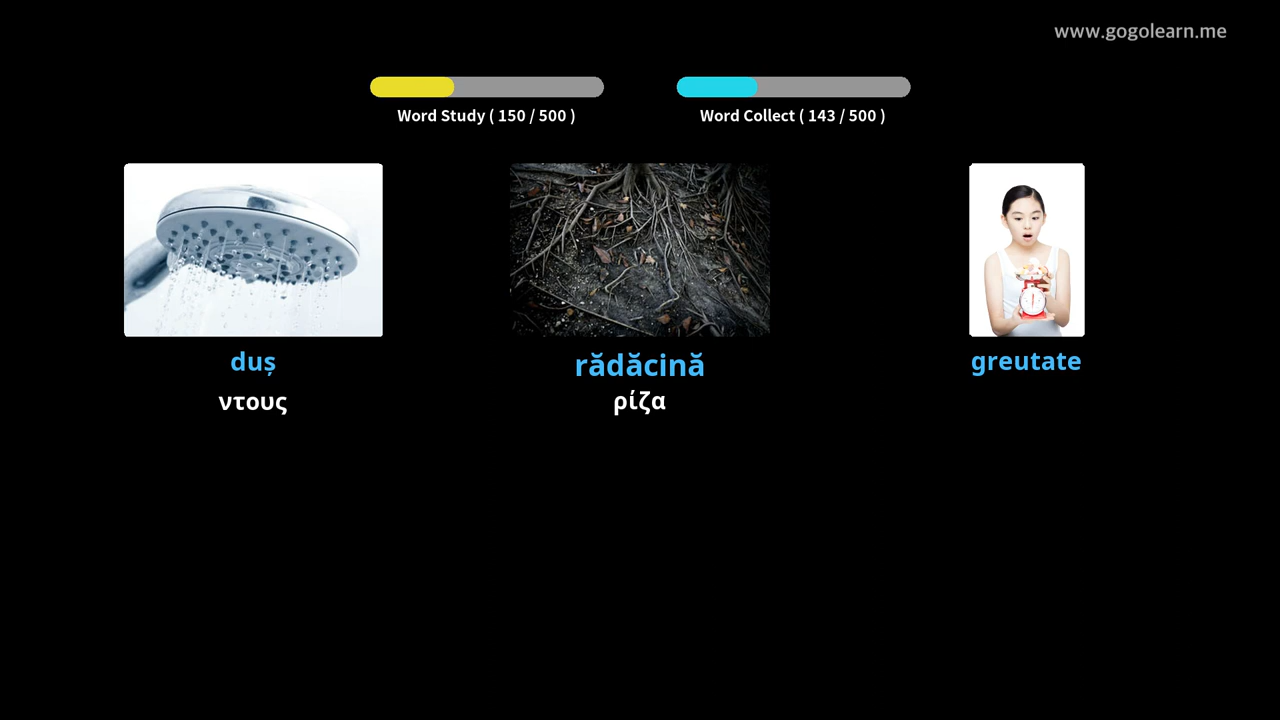 www.gogolearn.me
Word Study ( 150 / 500 )
Word Collect ( 143 / 500 )
duș
rădăcină
greutate
ντους
ρίζα